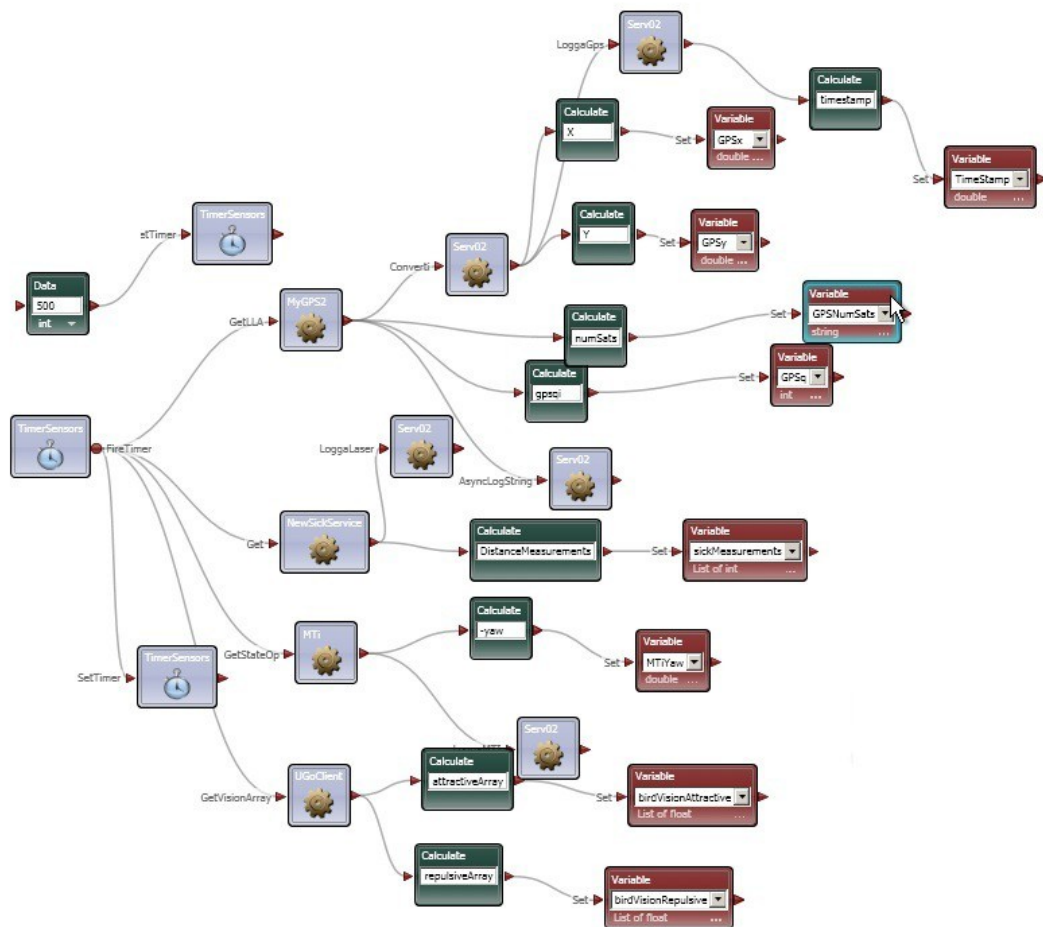 Serv02
LoggaGps
Calculate
timestamp
Calculate
X
Variable
Set
GPSx
double ...
Variable
Set
TimeStamp
double ...
TimerSensors
etTimer
Calculate
Y
Variable
Set
GPSy
double ...
Serv02
Converti
Data
500
int
MyGPS2
GetLLA
Variable
Set
GPSNumSats
string ...
Calculate
numSats
Calculate
gpsqi
Variable
Set
GPSq
int ...
TimerSensors
FireTimer
Serv02
LoggaLaser
Serv02
AsyncLogString
NewSickService
Get
Calculate
DistanceMeasurements
Variable
Set
sickMeasurements
List of int ...
Calculate
-yaw
MTi
GetStateOp
Variable
Set
MTiYaw
double ...
TimerSensors
SetTimer
Serv02
Calculate
attractiveArray
UGoClient
GetVisionArray
Variable
Set
birdVisionAttractive
List of float ...
Calculate
repulsiveArray
Variable
Set
birdVisionRepulsive
List of float ...